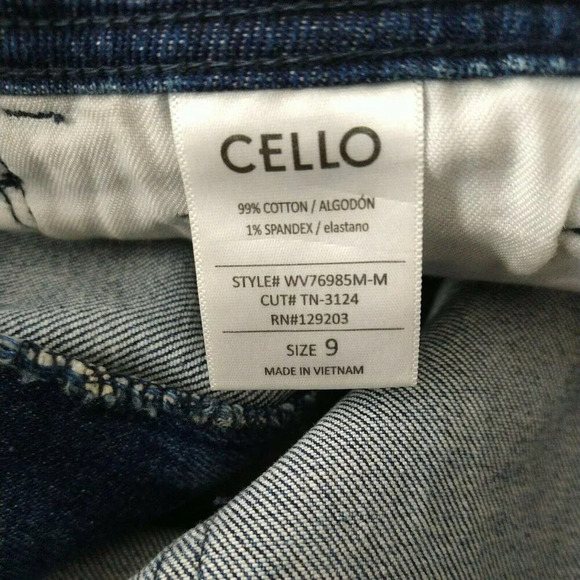 CELLO
99% COTTON / ALGODÓN
1% SPANDEX / elastano
STYLE# WV76985M-M
CUT# TN-3124
RN#129203
SIZE 9
MADE IN VIETNAM